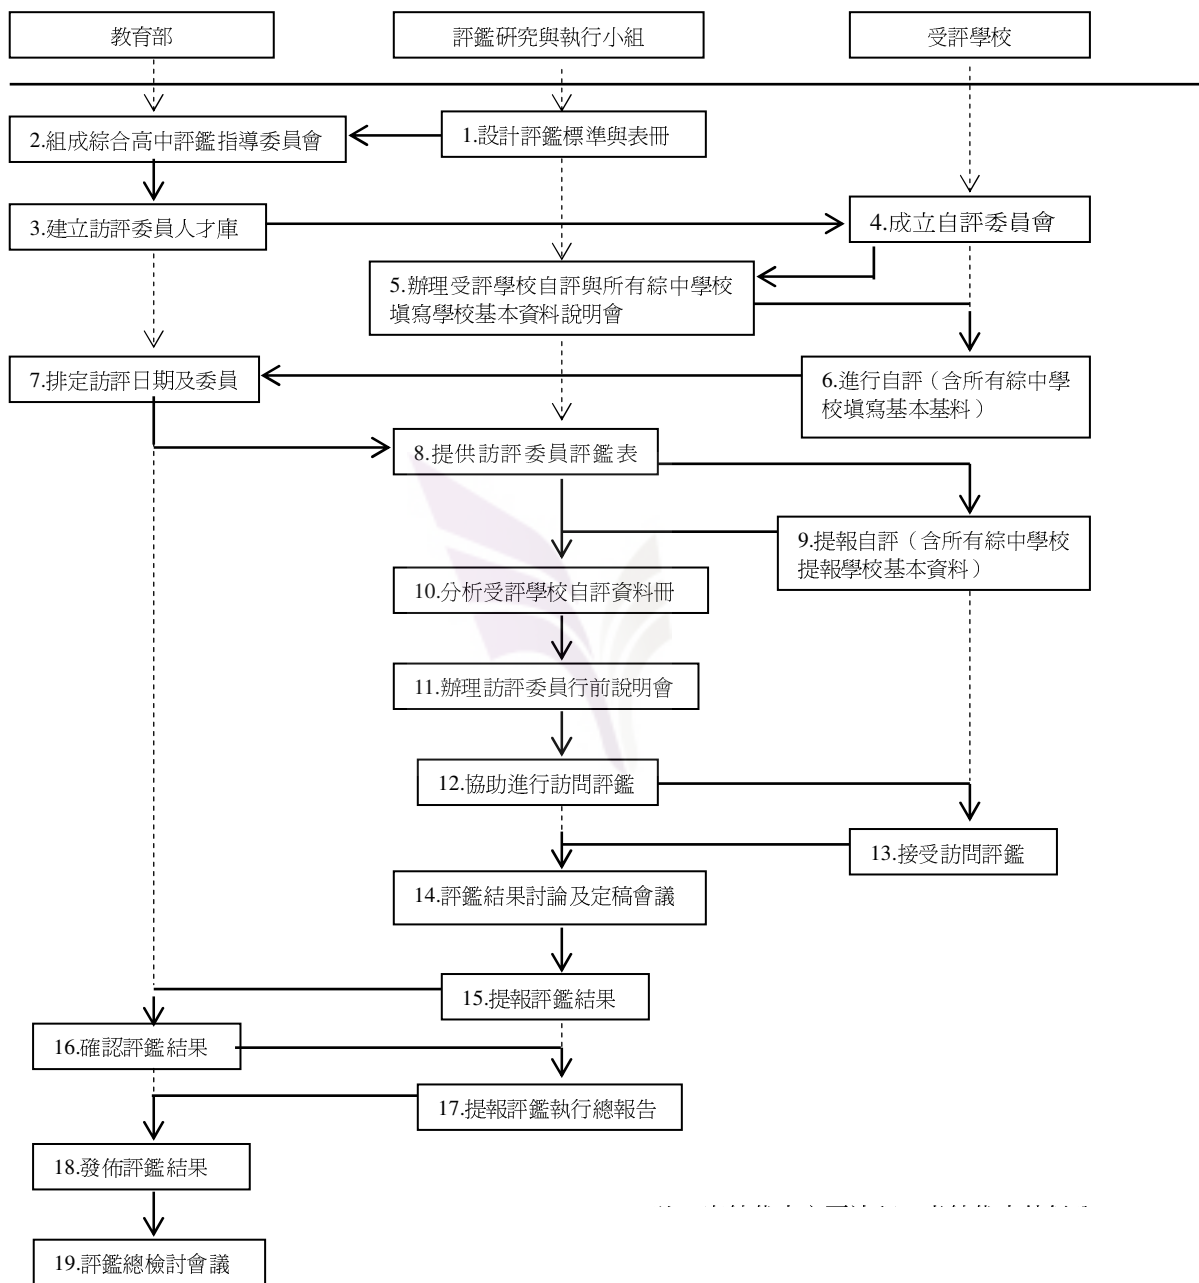 教育部
評鑑研究與執行小組
受評學校
1.設計評鑑標準與表冊
2.組成綜合高中評鑑指導委員會
3.建立訪評委員人才庫
4.成立自評委員會
5.辦理受評學校自評與所有綜中學校
填寫學校基本資料說明會
6.進行自評（含所有綜中學
校填寫基本基料）
7.排定訪評日期及委員
8.提供訪評委員評鑑表
9.提報自評（含所有綜中學校
提報學校基本資料）
10.分析受評學校自評資料冊
11.辦理訪評委員行前說明會
12.協助進行訪問評鑑
13.接受訪問評鑑
14.評鑑結果討論及定稿會議
15.提報評鑑結果
16.確認評鑑結果
17.提報評鑑執行總報告
18.發佈評鑑結果
19.評鑑總檢討會議